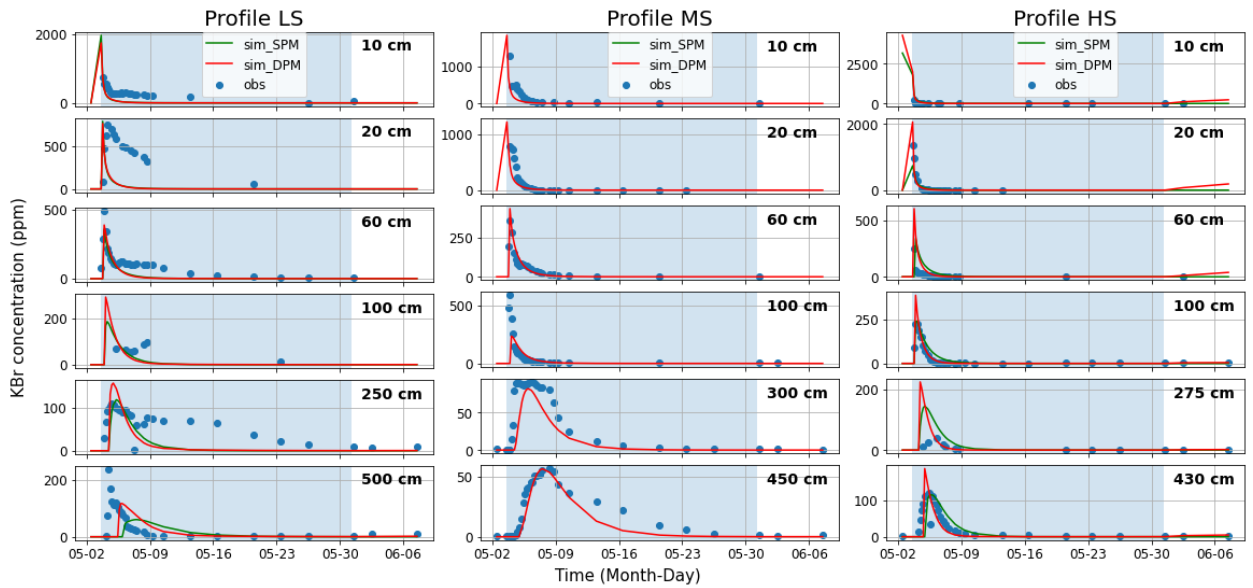 Profile LS
Profile MS
Profile HS
2000
0
sim_SPM
sim_DPM
obs
10 cm
1000
0
sim_SPM
sim_DPM
obs
10 cm
2500
0
sim_SPM
sim_DPM
obs
10 cm
500
0
20 cm
1000
0
20 cm
2000
0
20 cm
500
0
60 cm
250
0
60 cm
500
0
60 cm
KBr concentration (ppm)
200
0
100 cm
500
0
100 cm
250
0
100 cm
100
0
250 cm
50
0
300 cm
200
0
275 cm
200
0
500 cm
50
0
450 cm
100
0
430 cm
05-02 05-09 05-16 05-23 05-30 06-06
05-02 05-09 05-16 05-23 05-30 06-06
05-02 05-09 05-16 05-23 05-30 06-06
Time (Month-Day)